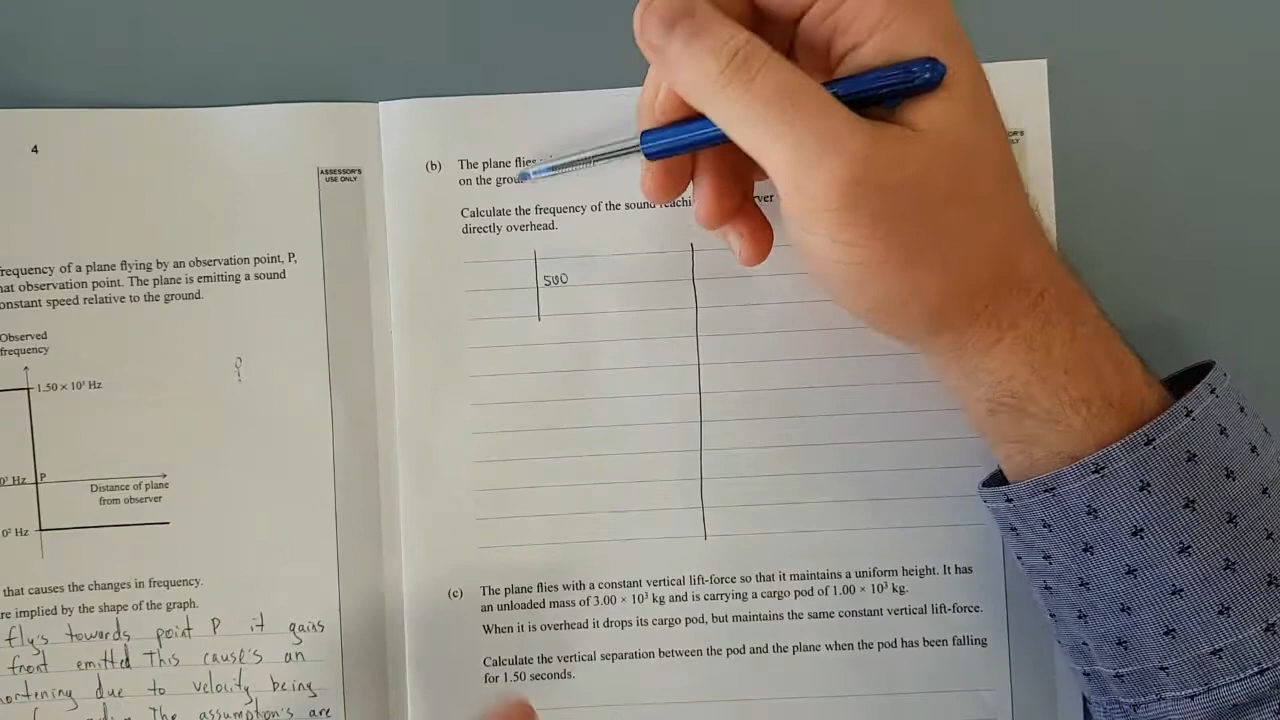 4
ASSESSOR'S
USE ONLY
requency of a plane flying by an observation point, P,
hat observation point. The plane is emitting a sound
onstant speed relative to the ground.
Observed
frequency
1.50 × 10³ Hz
0³ Hz
P
Distance of plane
from observer
0² Hz
that causes the changes in frequency.
re implied by the shape of the graph.
fly's towards point P it gains
front emitted This cause's an
ortening due to velocity being
The assumption's are
(b) The plane flies
on the
Calculate the frequency of the sound
directly overhead.
500
(c) The plane flies with a constant vertical lift-force so that it maintains a uniform height. It has
an unloaded mass of 3.00 × 10³ kg and is carrying a cargo pod of 1.00 × 10³ kg.
When it is overhead it drops its cargo pod, but maintains the same constant vertical lift-force.
Calculate the vertical separation between the pod and the plane when the pod has been falling
for 1.50 seconds.